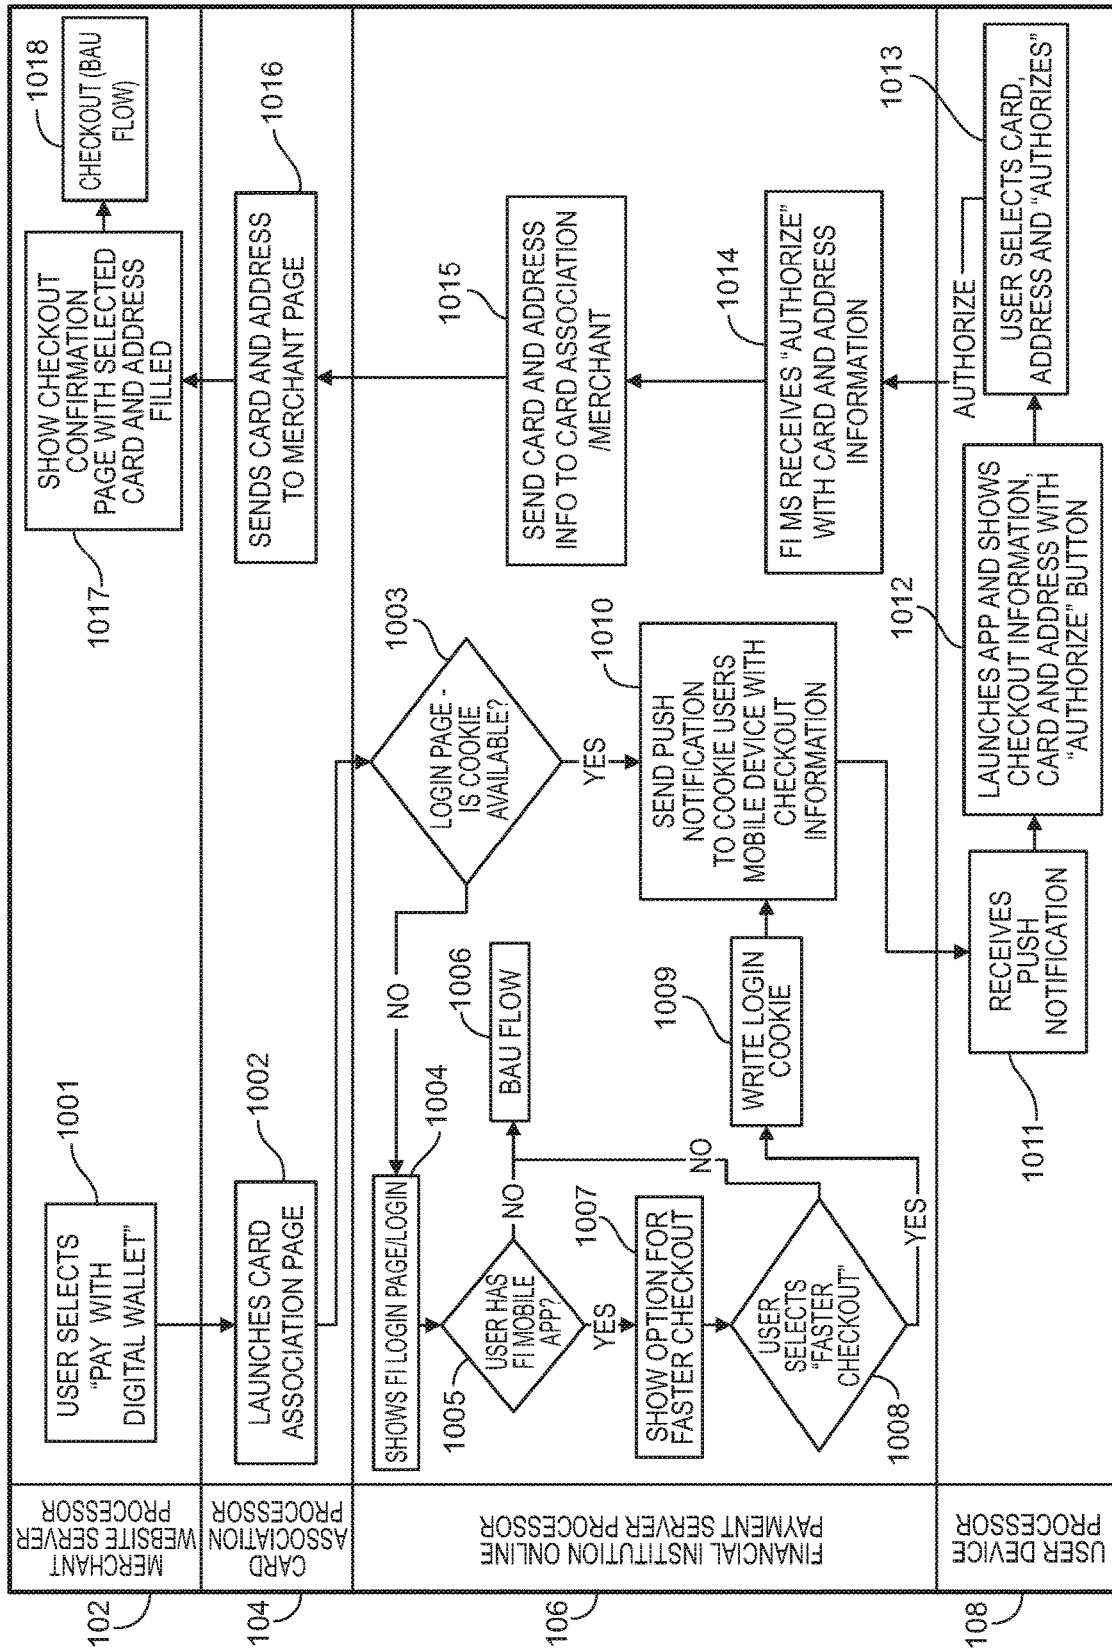 102
MERCHANT
WEBSITE SERVER
PROCESSOR
USER SELECTS
"PAY WITH
DIGITAL WALLET"
1001
1017
SHOW CHECKOUT
CONFIRMATION
PAGE WITH SELECTED
CARD AND ADDRESS
FILLED
1018
CHECKOUT (BAU
FLOW)
104
CARD
ASSOCIATION
PROCESSOR
LAUNCHES CARD
ASSOCIATION PAGE
1002
SENDS CARD AND ADDRESS
TO MERCHANT PAGE
1016
106
FINANCIAL INSTITUTION ONLINE
PAYMENT SERVER PROCESSOR
SHOWS FI LOGIN PAGE/LOGIN
1004
NO
LOGIN PAGE -
IS COOKIE
AVAILABLE?
1003
YES
1005
USER HAS
FI MOBILE
APP?
NO
BAU FLOW
1006
YES
SHOW OPTION FOR
FASTER CHECKOUT
1007
USER
SELECTS
"FASTER
CHECKOUT"
1008
NO
YES
WRITE LOGIN
COOKIE
1009
SEND PUSH
NOTIFICATION
TO COOKIE USERS
MOBILE DEVICE WITH
CHECKOUT
INFORMATION
1010
SEND CARD AND ADDRESS
INFO TO CARD ASSOCIATION
/MERCHANT
1015
FI MS RECEIVES "AUTHORIZE"
WITH CARD AND ADDRESS
INFORMATION
1014
108
USER DEVICE
PROCESSOR
1011
RECEIVES
PUSH
NOTIFICATION
1012
LAUNCHES APP AND SHOWS
CHECKOUT INFORMATION,
CARD AND ADDRESS WITH
"AUTHORIZE" BUTTON
AUTHORIZE
1013
USER SELECTS CARD,
ADDRESS AND "AUTHORIZES"